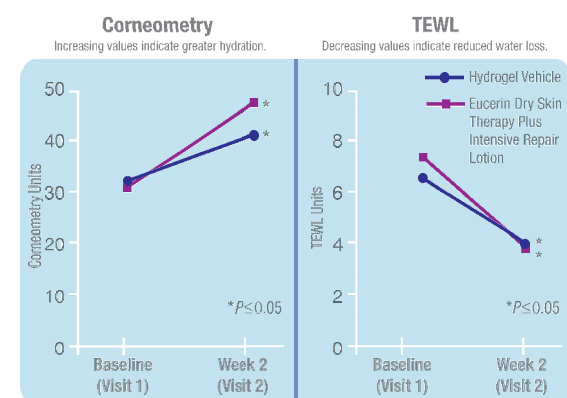 Corneometry
Increasing values indicate greater hydration.
Corneometry Units
50
40
30
20
10
0
*
*
*P≤0.05
Baseline
(Visit 1)
Week 2
(Visit 2)
TEWL
Decreasing values indicate reduced water loss.
TEWL Units
10
8
6
4
2
0
Hydrogel Vehicle
Eucerin Dry Skin
Therapy Plus
Intensive Repair
Lotion
*
*
*P≤0.05
Baseline
(Visit 1)
Week 2
(Visit 2)